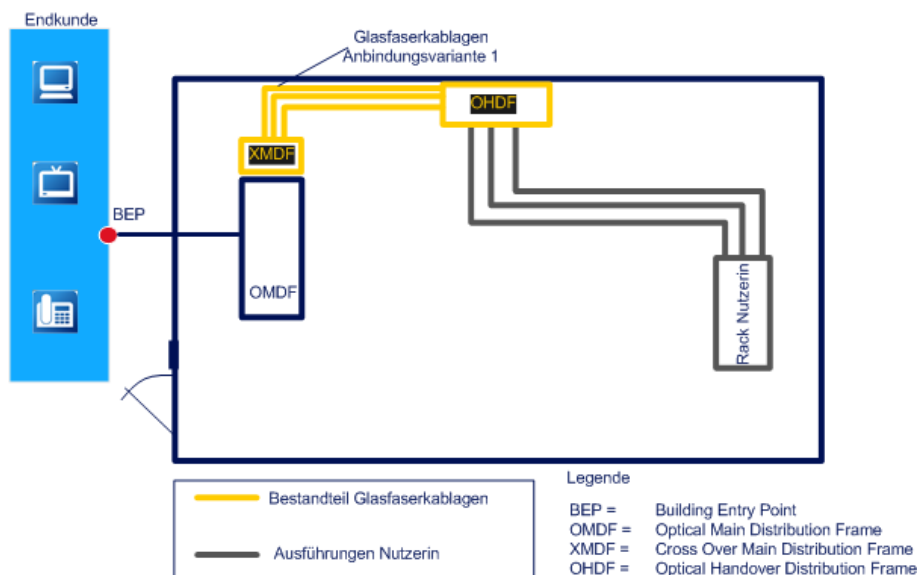 Endkunde
Glasfaserkablagen
Anbindungsvariante 1
OHDF
XMDF
BEP
OMDF
Rack Nutzerin
Legende
Bestandteil Glasfaserkablagen
Ausführungen Nutzerin
BEP = Building Entry Point
OMDF = Optical Main Distribution Frame
XMDF = Cross Over Main Distribution Frame
OHDF = Optical Handover Distribution Frame